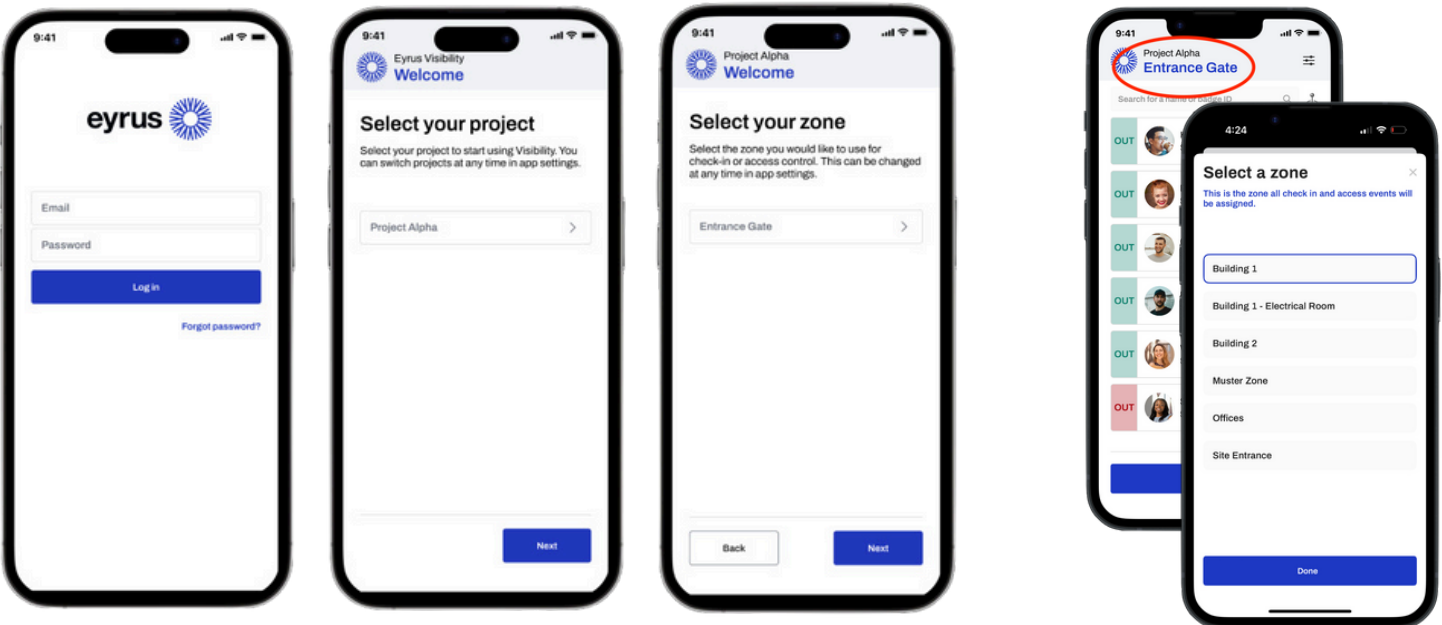 9:41
eyrus
Email
Password
Log in
Forgot password?
9:41
Eyrus Visibility
Welcome
Select your project
Select your project to start using Visibility. You
can switch projects at any time in app settings.
Project Alpha
Next
9:41
Project Alpha
Welcome
Select your zone
Select the zone you would like to use for
check-in or access control. This can be changed
at any time in app settings.
Entrance Gate
Back
Next
9:41
Project Alpha
Entrance Gate
Search for a name or badge ID
OUT
OUT
OUT
OUT
OUT
OUT
4:24
Select a zone
This is the zone all check in and access events will
be assigned.
Building 1
Building 1 - Electrical Room
Building 2
Muster Zone
Offices
Site Entrance
Done